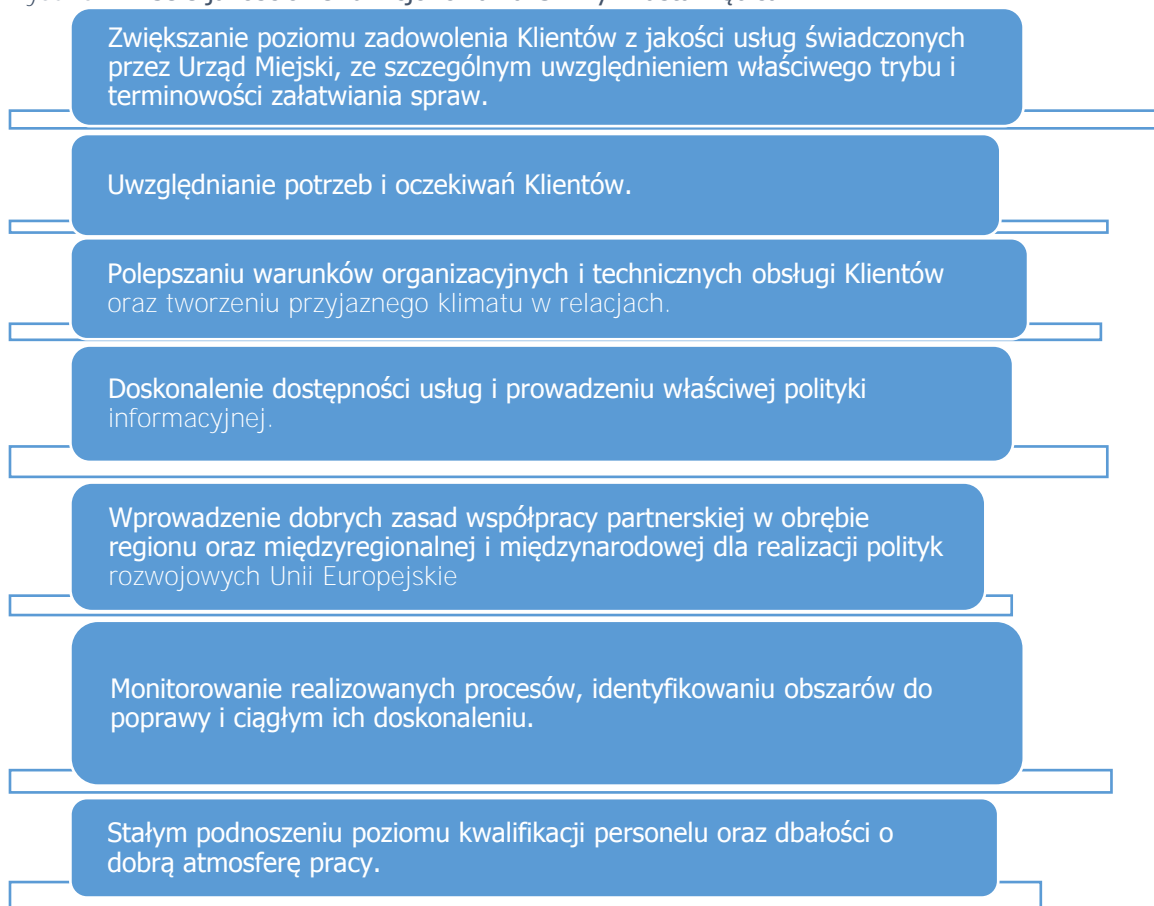 Zwiększanie poziomu zadowolenia Klientów z jakości usług świadczonych
przez Urząd Miejski, ze szczególnym uwzględnieniem właściwego trybu i
terminowości załatwiania spraw.
Uwzględnianie potrzeb i oczekiwań Klientów.
Polepszaniu warunków organizacyjnych i technicznych obsługi Klientów
oraz tworzeniu przyjaznego klimatu w relacjach.
Doskonalenie dostępności usług i prowadzeniu właściwej polityki
informacyjnej.
Wprowadzenie dobrych zasad współpracy partnerskiej w obrębie
regionu oraz międzyregionalnej i międzynarodowej dla realizacji polityk
rozwojowych Unii Europejskie
Monitorowanie realizowanych procesów, identyfikowaniu obszarów do
poprawy i ciągłym ich doskonaleniu.
Stałym podnoszeniu poziomu kwalifikacji personelu oraz dbałości o
dobrą atmosferę pracy.